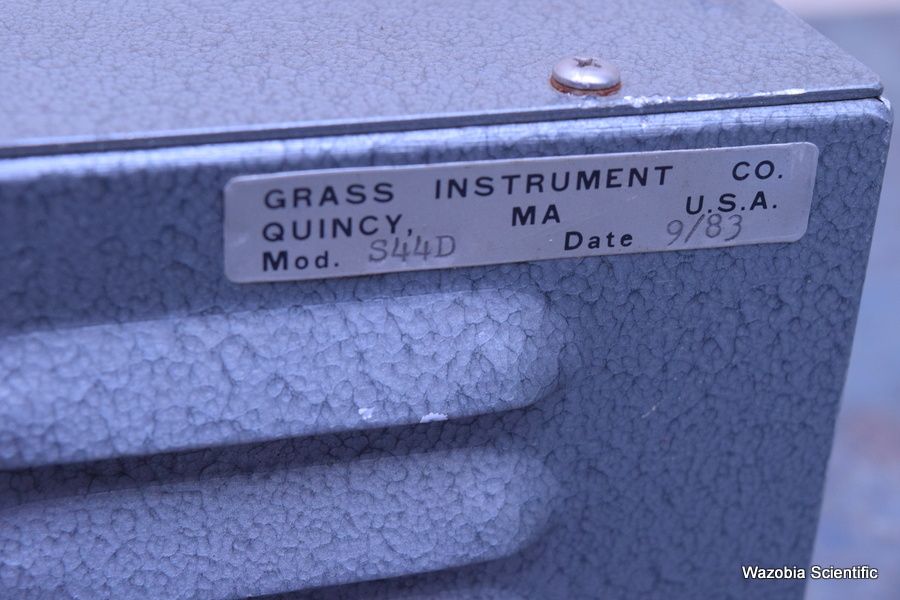 GRASS INSTRUMENT CO.
QUINCY, MA U.S.A.
Mod. S44D Date 9/83
Wazobia Scientific